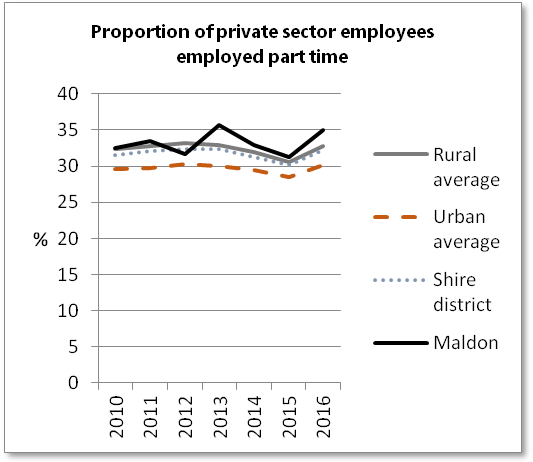 Proportion of private sector employees
employed part time
40
35
30
25
20
15
10
5
0
%
2010
2011
2012
2013
2014
2015
2016
Rural
average
Urban
average
Shire
district
Maldon